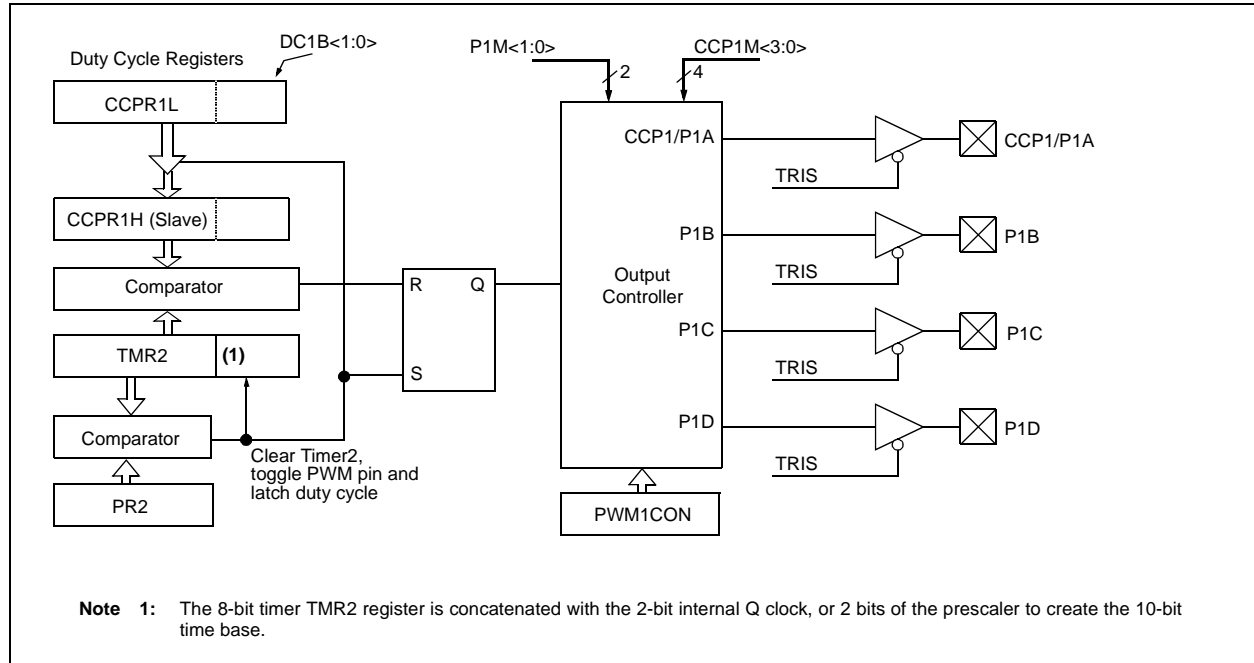 DC1B<1:0>
Duty Cycle Registers
CCPR1L
CCPR1H (Slave)
Comparator
TMR2
(1)
Comparator
PR2
Clear Timer2,
toggle PWM pin and
latch duty cycle
R
Q
S
P1M<1:0>
2
CCP1M<3:0>
4
CCP1/P1A
P1B
Output
Controller
P1C
P1D
PWM1CON
TRIS
CCP1/P1A
TRIS
P1B
TRIS
P1C
TRIS
P1D
Note 1: The 8-bit timer TMR2 register is concatenated with the 2-bit internal Q clock, or 2 bits of the prescaler to create the 10-bit
time base.